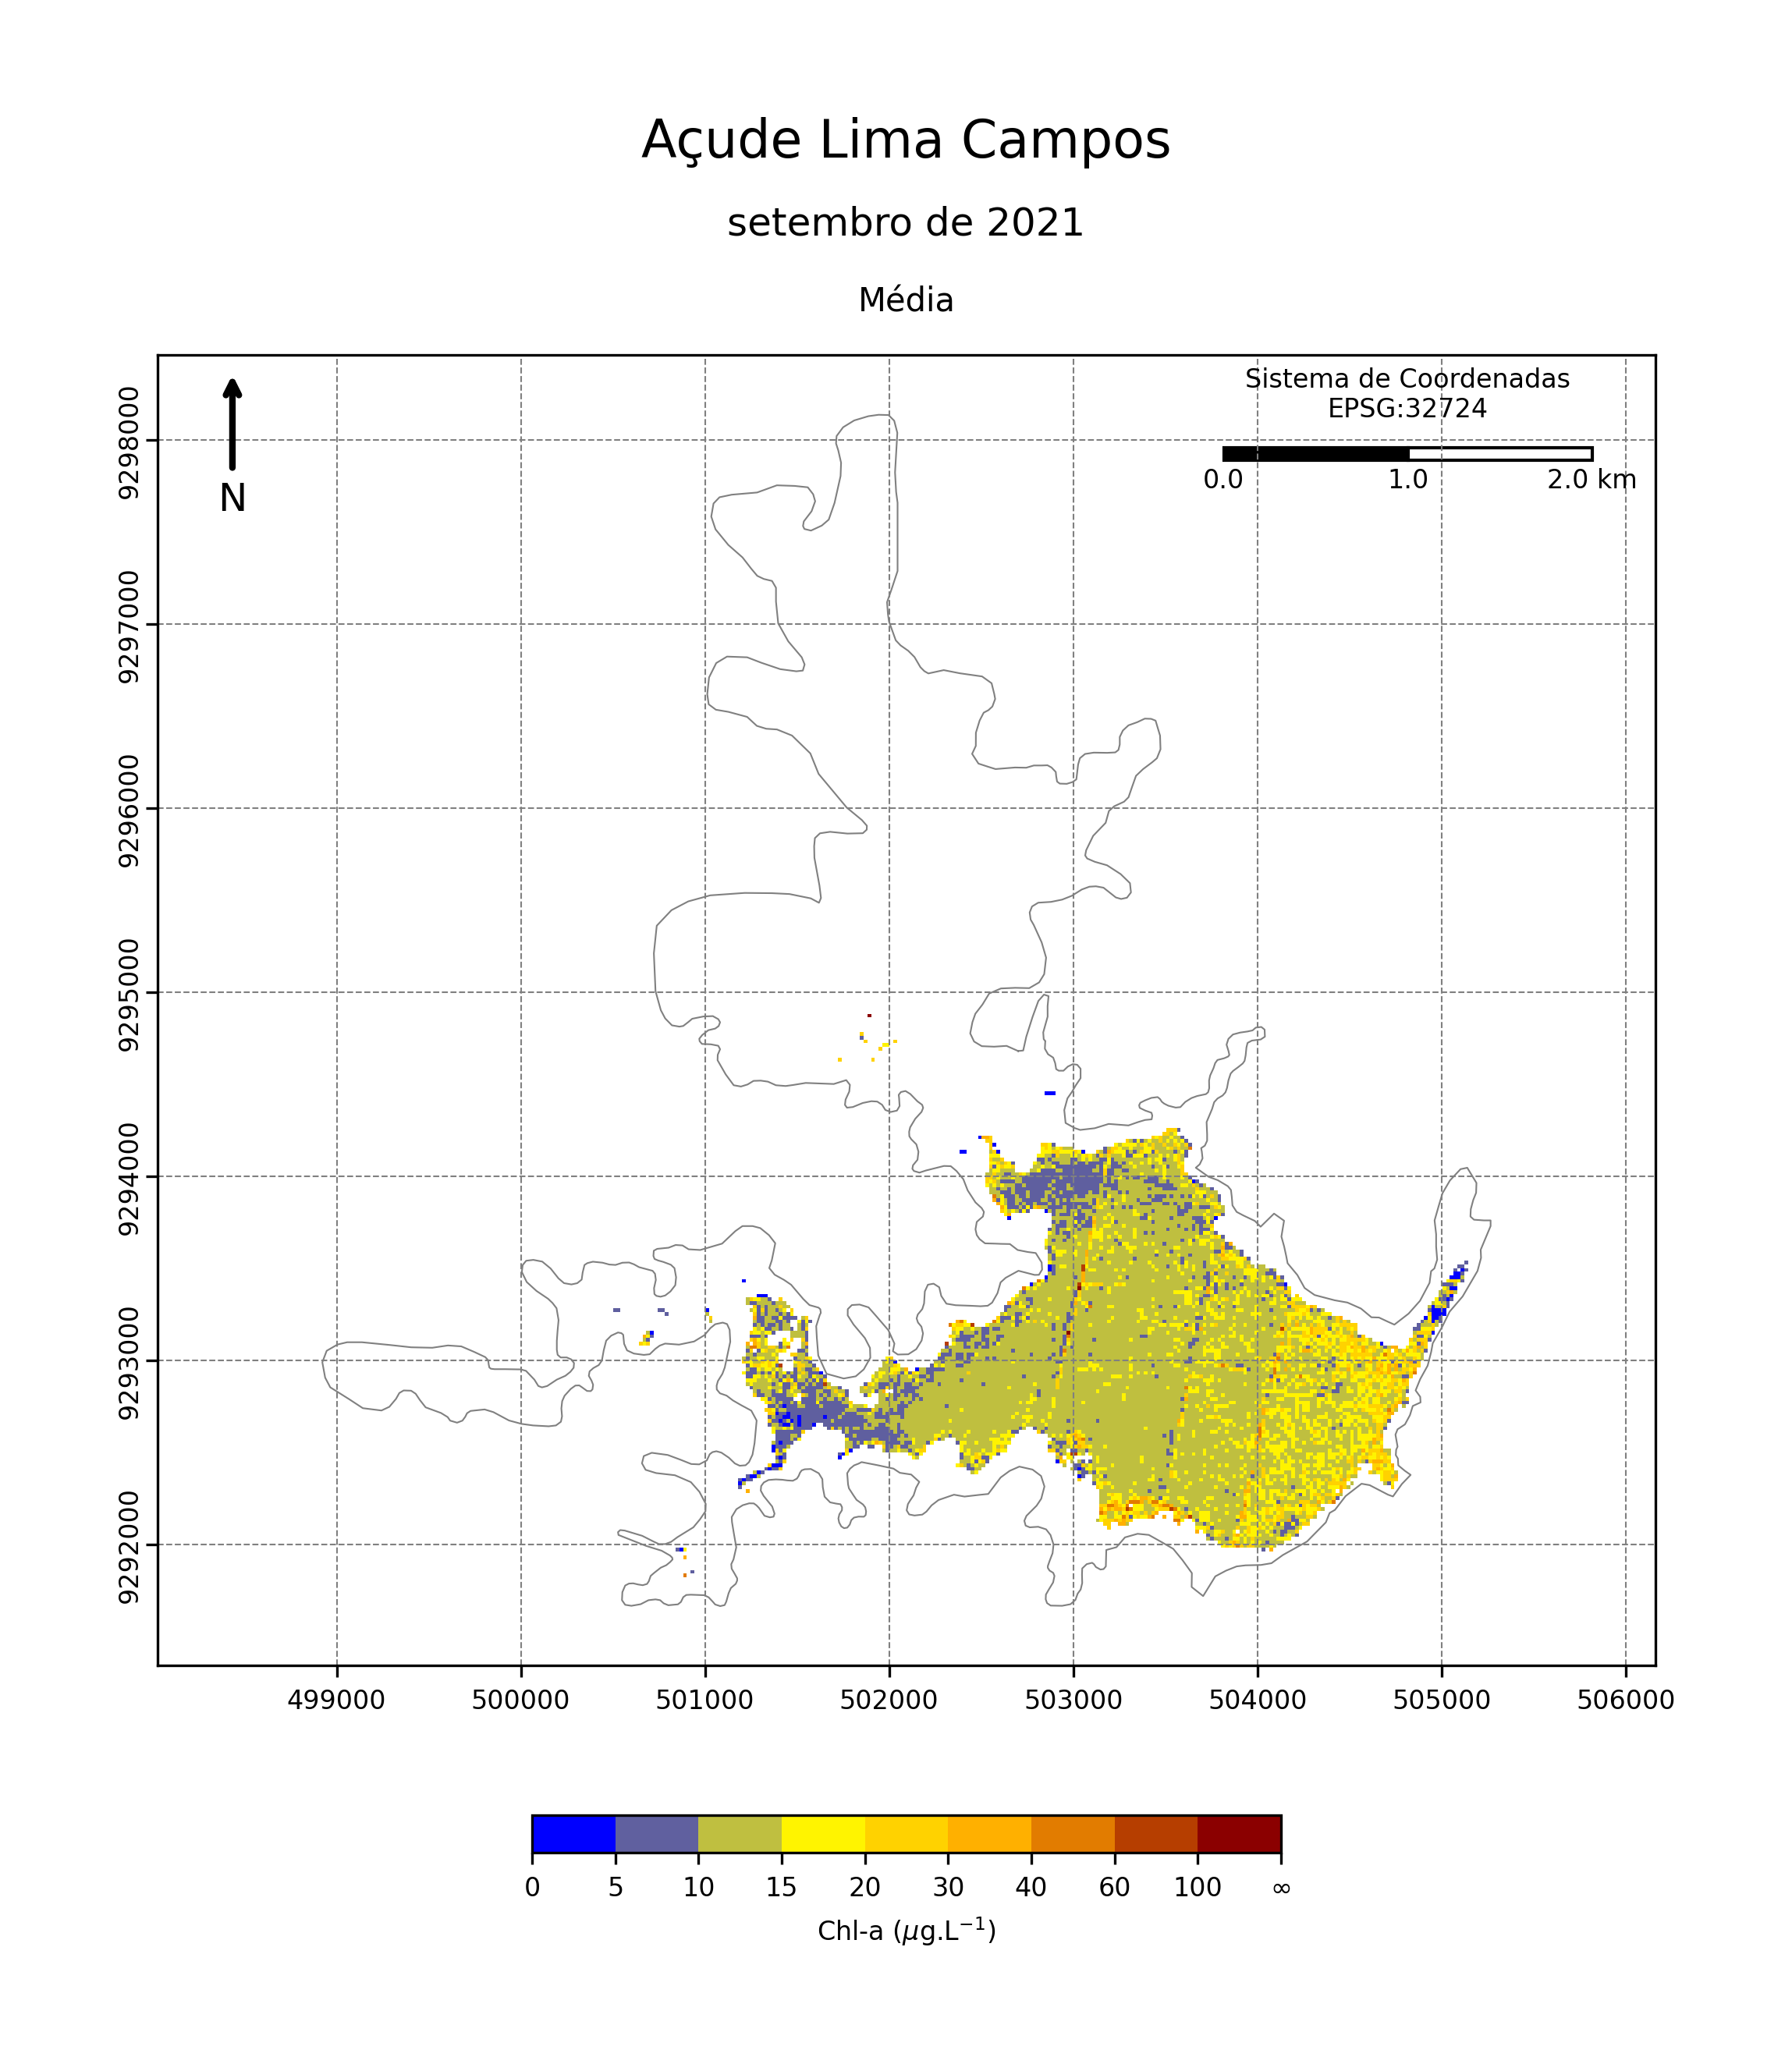 Açude Lima Campos
setembro de 2021
Média
Sistema de Coordenadas
EPSG:32724
0.0 1.0 2.0 km
N
9298000
9297000
9296000
9295000
9294000
9293000
9292000
499000 500000 501000 502000 503000 504000 505000 506000
0 5 10 15 20 30 40 60 100 ∞
Chl-a (μg.L⁻¹)